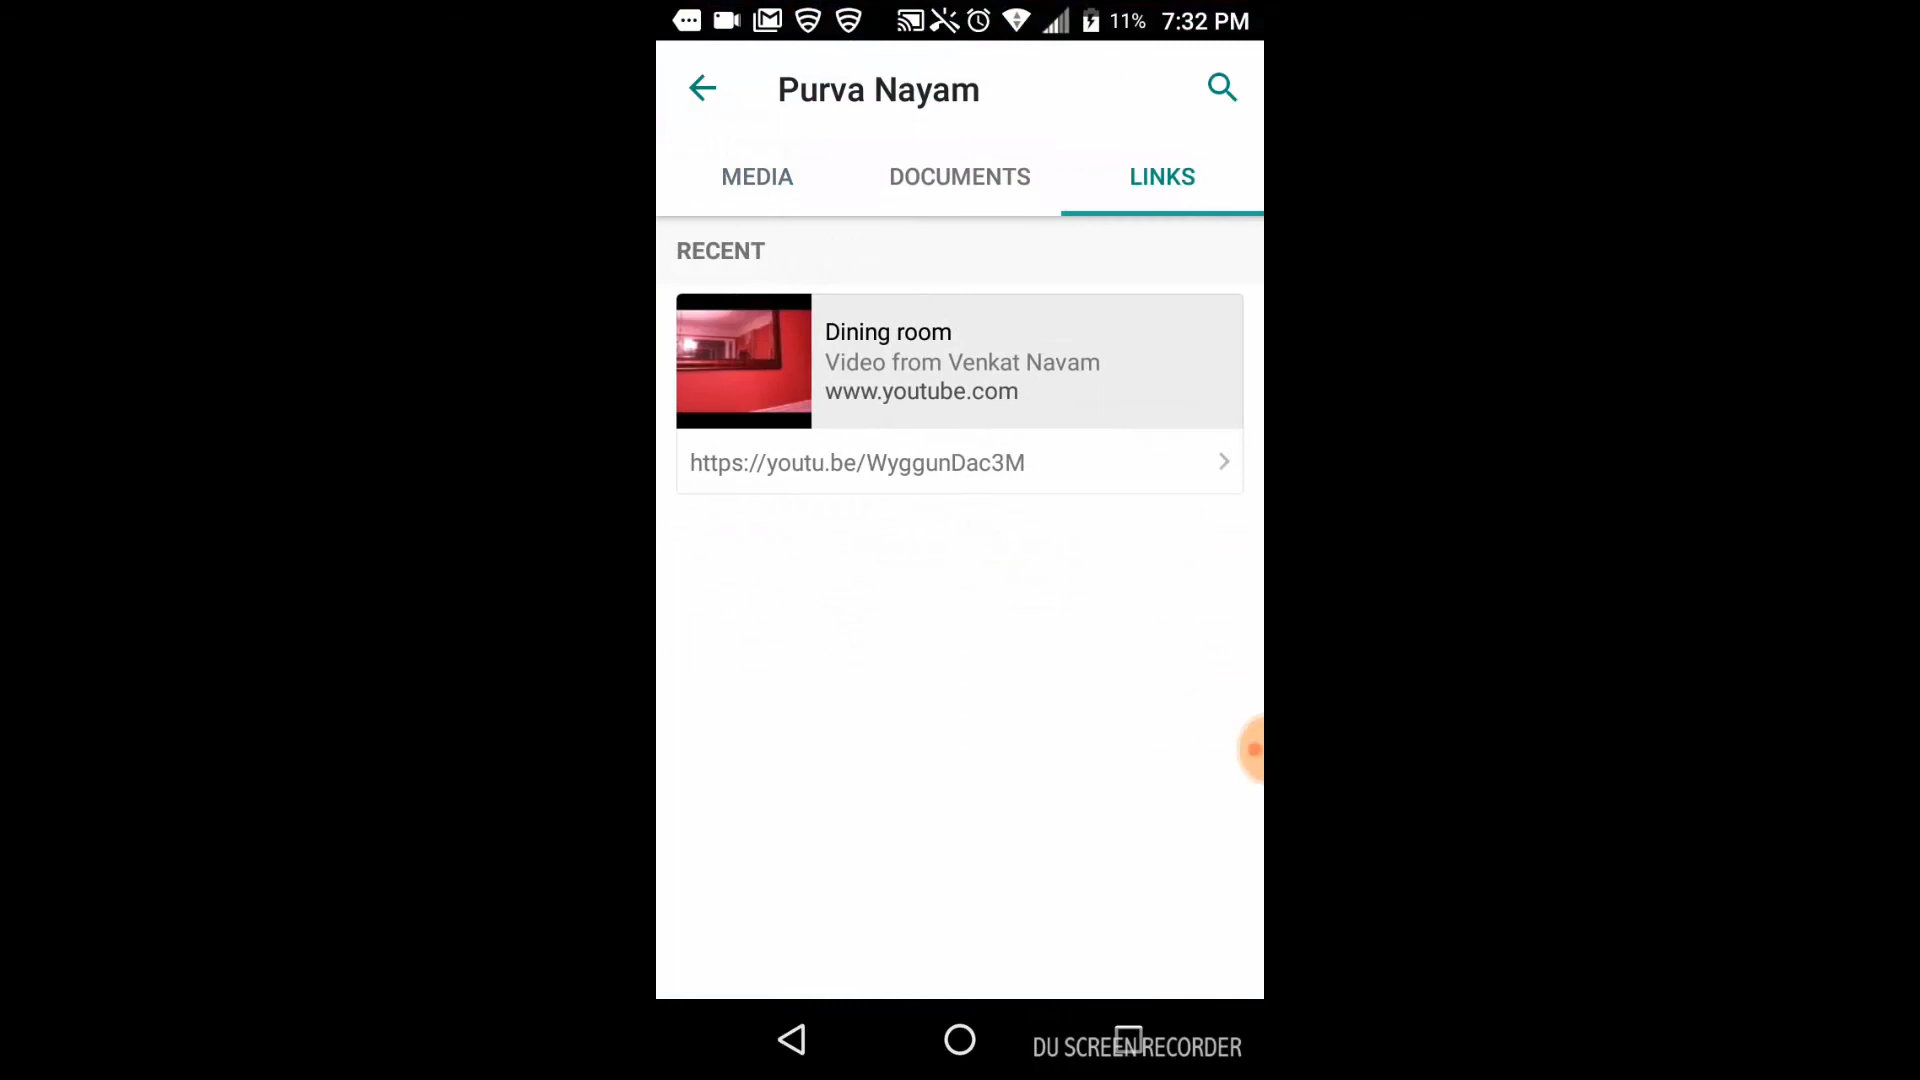 11% 7:32 PM
Purva Nayam
MEDIA DOCUMENTS LINKS
RECENT
Dining room
Video from Venkat Navam
www.youtube.com
https://youtu.be/WyggunDac3M
DU SCREEN RECORDER